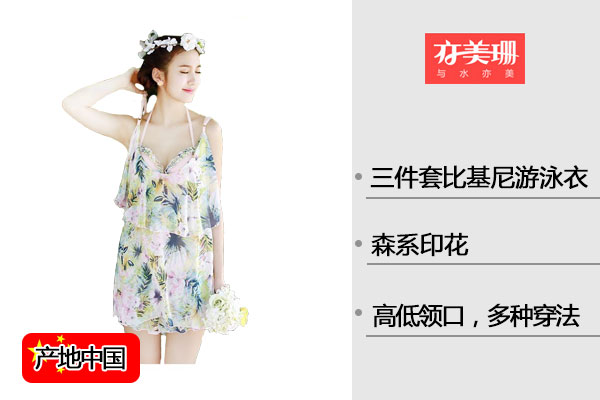 亦美珊
与水亦美
三件套比基尼游泳衣
森系印花
高低领口，多种穿法
产地中国